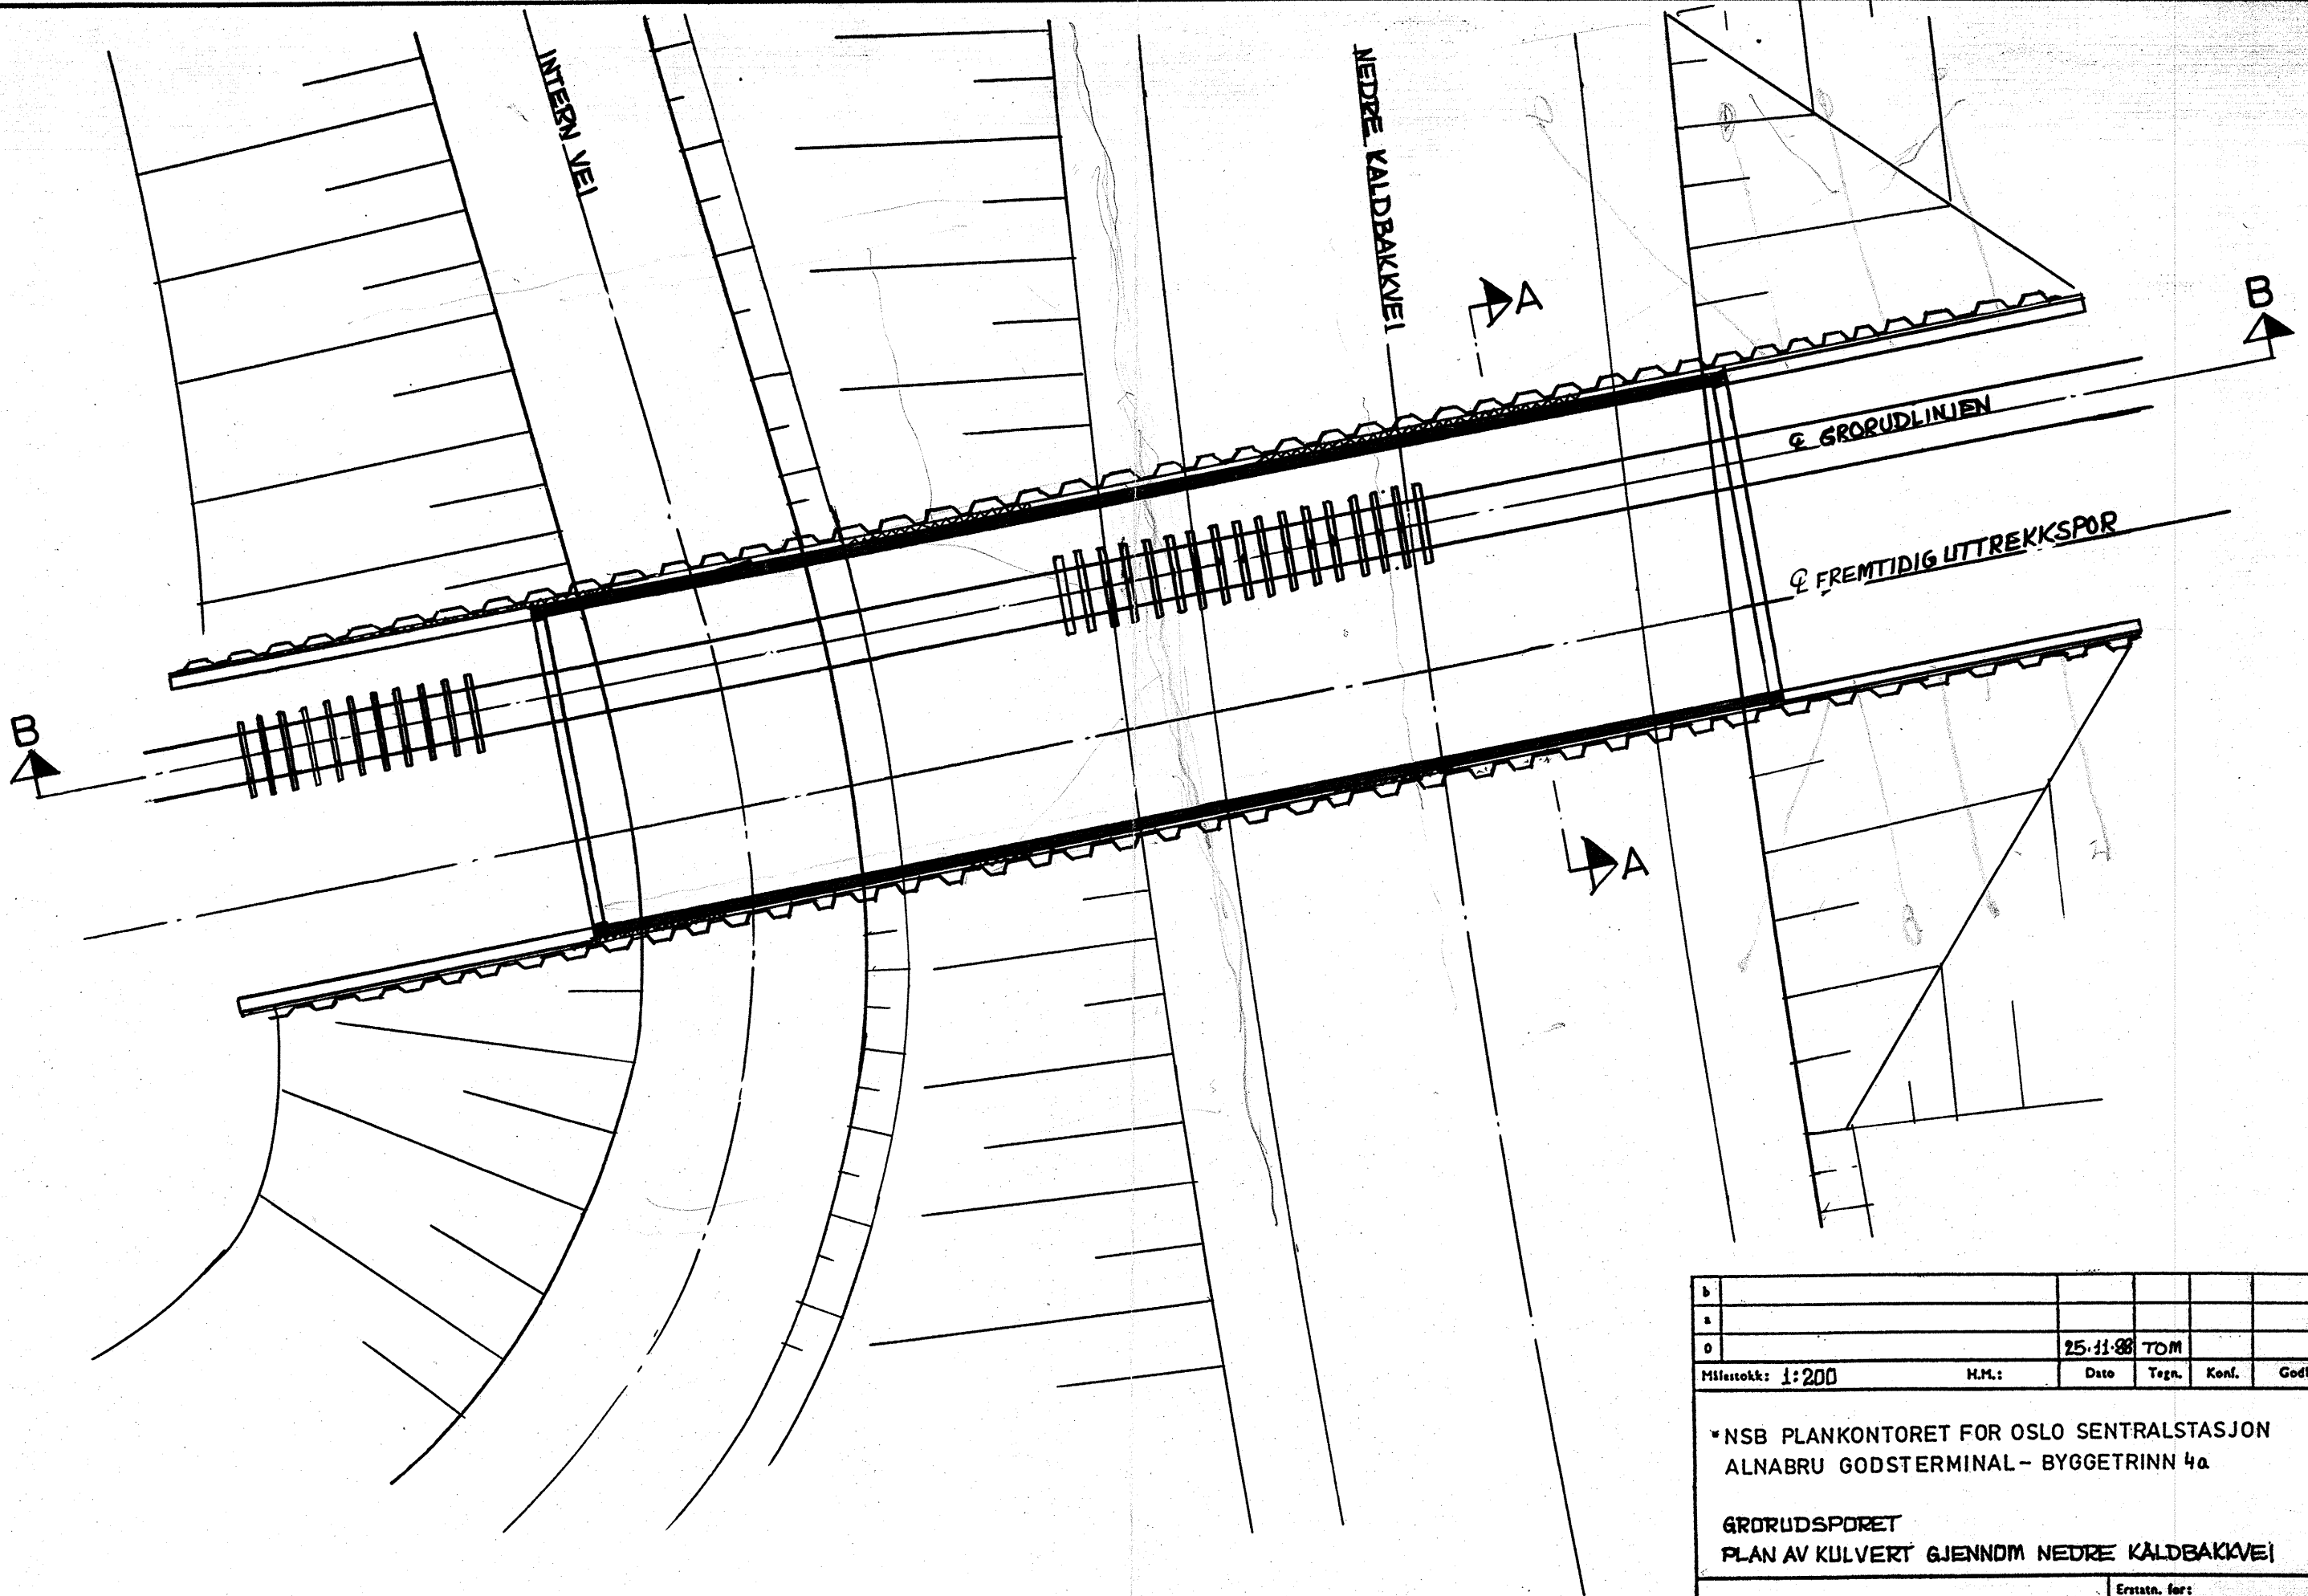 INTERN VEI
NEDRE KALDBAKKVEI
A
B
₵ GRORUDLINJEN
₵ FREMTIDIG UTTREKKSPOR
B
A
b
a
0 25.11.88 TOM
Målestokk: 1:200 H.M.: Dato Tegn. Konf. Godk
NSB PLANKONTORET FOR OSLO SENTRALSTASJON
ALNABRU GODSTERMINAL - BYGGETRINN 4a
GRORUDSPORET
PLAN AV KULVERT GJENNOM NEDRE KALDBAKKVEI
Erstatn. for: